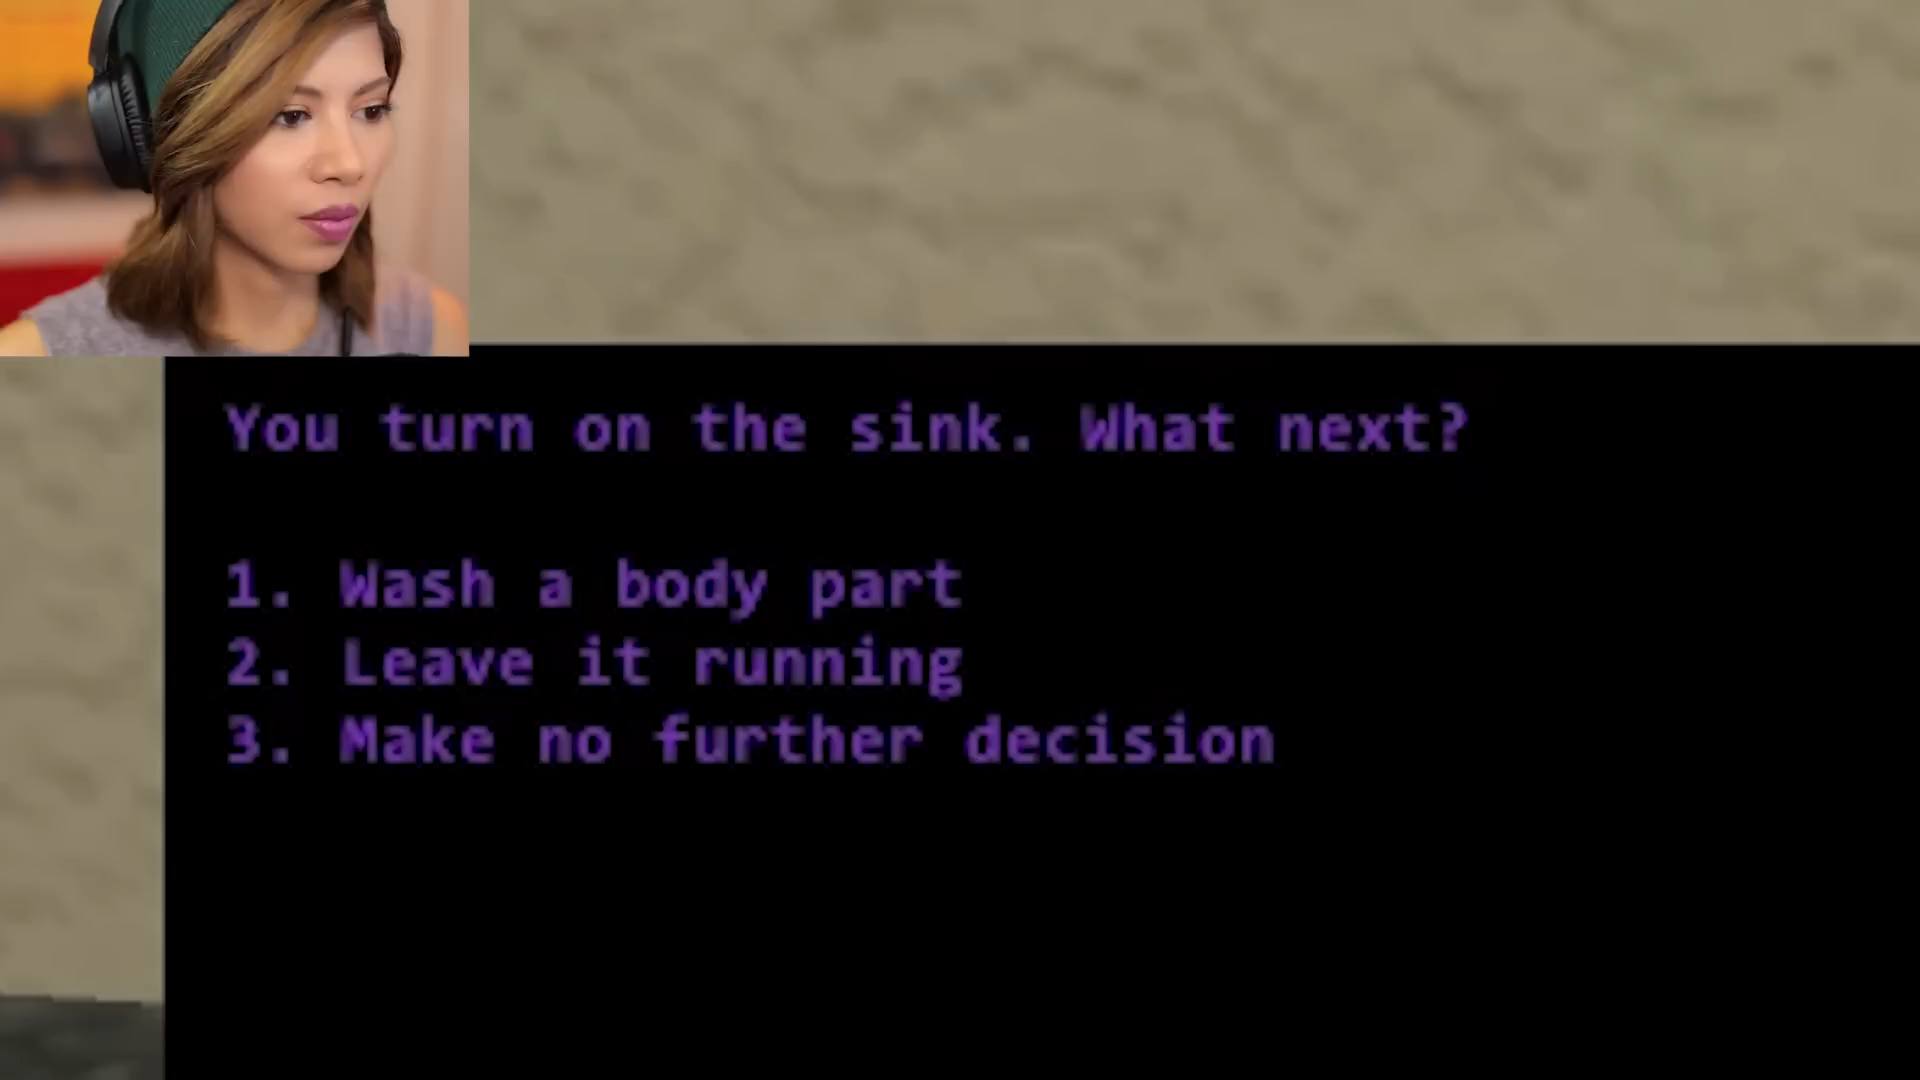 You turn on the sink. What next?
1. Wash a body part
2. Leave it running
3. Make no further decision